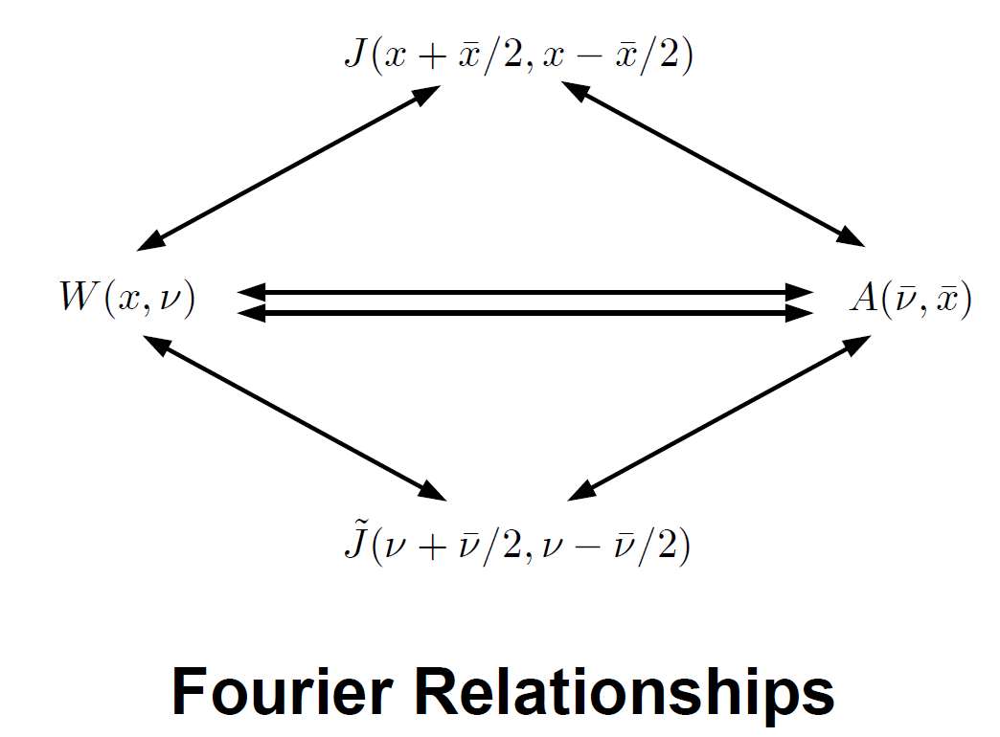 J(x + x̄/2, x − x̄/2)
W(x, ν) A(ν̄, x̄)
J̃(ν + ν̄/2, ν − ν̄/2)
Fourier Relationships